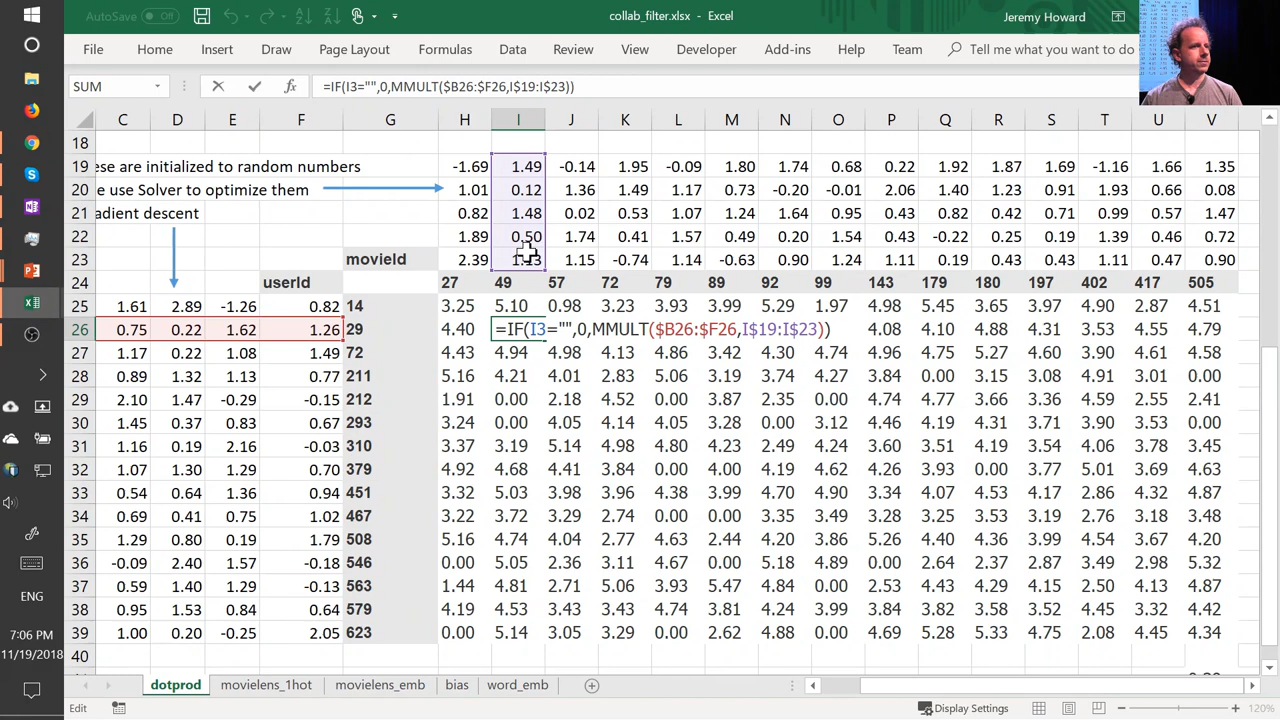 AutoSave Off
collab_filter.xlsx - Excel
Jeremy Howard
File Home Insert Draw Page Layout Formulas Data Review View Developer Add-ins Help Team Tell me what you want to do
SUM =IF(I3="",0,MMULT($B26:$F26,I$19:I$23))
C D E F G H I J K L M N O P Q R S T U V
18
19 ese are initialized to random numbers -1.69 1.49 -0.14 1.95 -0.09 1.80 1.74 0.68 0.22 1.92 1.87 1.69 -1.16 1.66 1.35
20 e use Solver to optimize them 1.01 0.12 1.36 1.49 1.17 0.73 -0.20 -0.01 2.06 1.40 1.23 0.91 1.93 0.66 0.08
21 adient descent 0.82 1.48 0.02 0.53 1.07 1.24 1.64 0.95 0.43 0.82 0.42 0.71 0.99 0.57 1.47
22 1.89 0.50 1.74 0.41 1.57 0.49 0.20 1.54 0.43 -0.22 0.25 0.19 1.39 0.46 0.72
23 movieId 2.39 1.15 -0.74 1.14 -0.63 0.90 1.24 1.11 0.19 0.43 0.43 1.11 0.47 0.90
24 userId 27 49 57 72 79 89 92 99 143 179 180 197 402 417 505
25 1.61 2.89 -1.26 0.82 14 3.25 5.10 0.98 3.23 3.93 3.99 5.29 1.97 4.98 5.45 3.65 3.97 4.90 2.87 4.51
26 0.75 0.22 1.62 1.26 29 4.40 =IF(I3="",0,MMULT($B26:$F26,I$19:I$23)) 4.08 4.10 4.88 4.31 3.53 4.55 4.79
27 1.17 0.22 1.08 1.49 72 4.43 4.94 4.98 4.13 4.86 3.42 4.30 4.74 4.96 4.75 5.27 4.60 3.90 4.61 4.58
28 0.89 1.32 1.13 0.77 211 5.16 4.21 4.01 2.83 5.06 3.19 3.74 4.27 3.84 0.00 3.15 3.08 4.91 3.01 0.00
29 2.10 1.47 -0.29 -0.15 212 1.91 0.00 2.18 4.52 0.00 4.42 2.35 0.00 4.74 4.77 3.66 3.36 4.59 2.55 2.41
30 1.45 0.37 0.83 0.67 293 3.24 0.00 4.05 4.14 4.05 3.28 0.00 3.12 4.46 4.19 4.31 3.71 3.90 3.53 0.00
31 1.16 0.19 2.16 -0.03 310 3.37 3.19 5.14 4.98 4.80 4.23 2.49 4.24 3.60 3.51 4.19 3.54 4.06 3.78 3.45
32 1.07 1.30 1.29 0.70 379 4.92 4.68 4.41 3.84 0.00 4.00 4.19 4.62 4.26 3.93 0.00 3.77 5.01 3.69 4.63
33 0.54 0.64 1.36 0.94 451 3.32 5.03 3.98 3.96 4.38 3.99 4.70 4.90 3.34 4.07 4.53 4.197 2.86 4.32 4.87
34 0.69 0.41 0.75 1.02 467 3.22 3.72 3.29 2.74 0.00 0.00 3.35 3.49 3.28 3.25 3.53 3.19 2.76 3.18 3.48
35 1.29 0.80 0.19 1.79 508 5.16 4.74 4.04 2.77 4.63 2.44 4.20 3.86 5.26 4.40 4.36 3.99 4.54 3.67 4.20
36 -0.09 2.40 1.57 -0.18 546 0.00 5.05 2.36 3.11 4.67 0.00 5.18 4.89 0.00 2.64 2.37 2.87 3.49 2.98 5.32
37 0.59 1.40 1.29 -0.13 563 1.44 4.81 2.71 5.06 3.93 5.47 4.84 0.00 2.53 4.43 4.29 4.15 2.50 4.13 4.87
38 0.95 1.53 0.84 0.64 579 4.19 4.53 3.43 3.43 4.74 3.81 4.24 3.99 3.84 3.82 3.58 3.52 4.45 3.32 4.42
39 1.00 0.20 -0.25 2.05 623 0.00 5.14 3.05 3.29 0.00 2.62 4.88 0.00 4.69 5.28 5.33 4.75 2.08 4.45 4.34
40
dotprod movielens_1hot movielens_emb bias word_emb
Edit Display Settings 120%
ENG
7:06 PM
11/19/2018